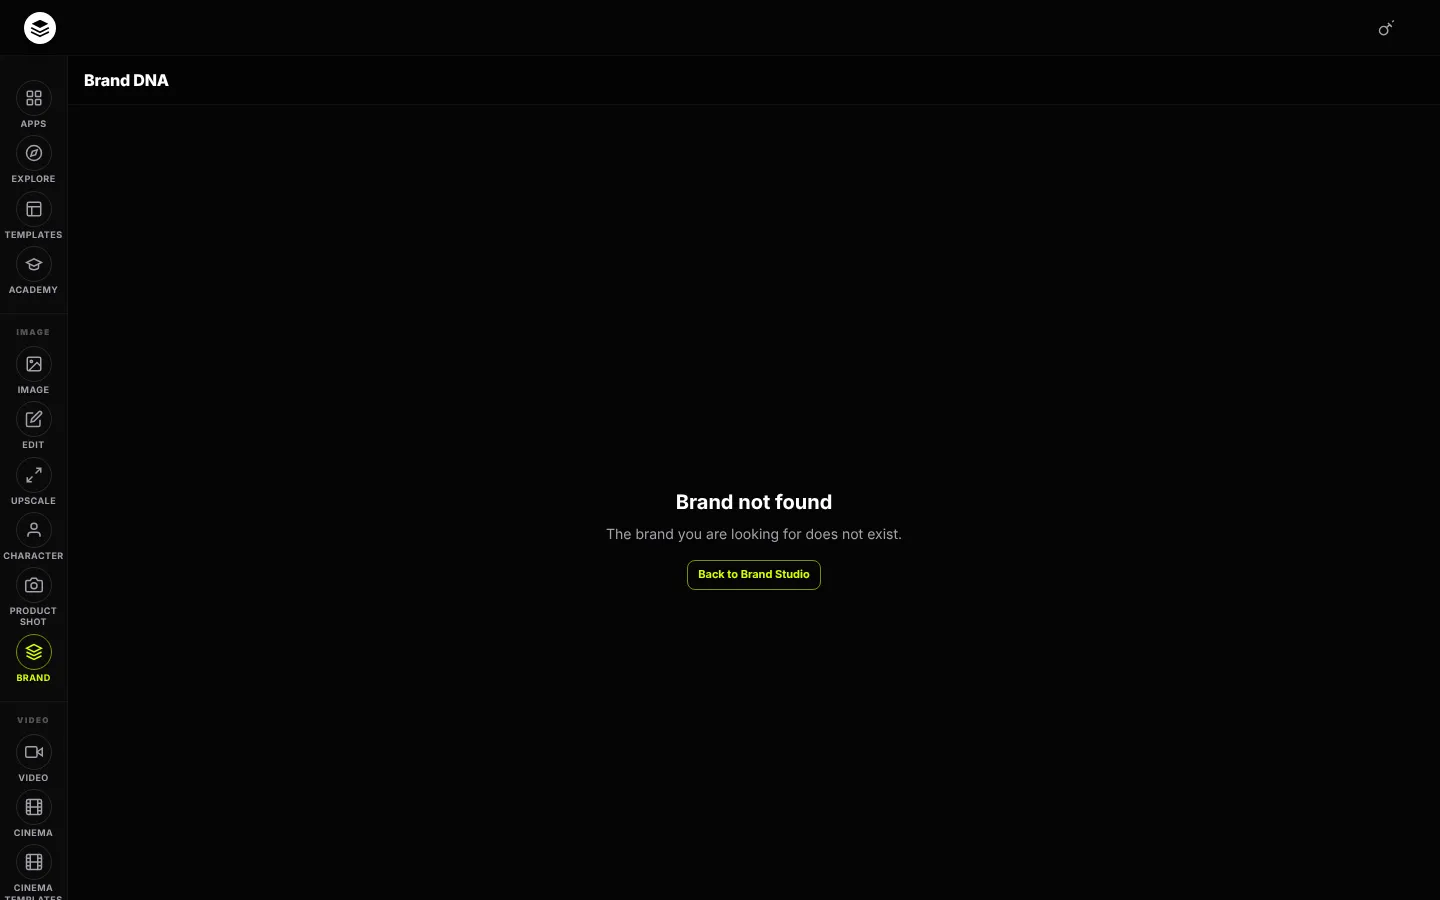 Brand DNA
APPS
EXPLORE
TEMPLATES
ACADEMY
IMAGE
IMAGE
EDIT
UPSCALE
CHARACTER
PRODUCT
SHOT
BRAND
VIDEO
VIDEO
CINEMA
CINEMA
TEMPLATES
Brand not found
The brand you are looking for does not exist.
Back to Brand Studio